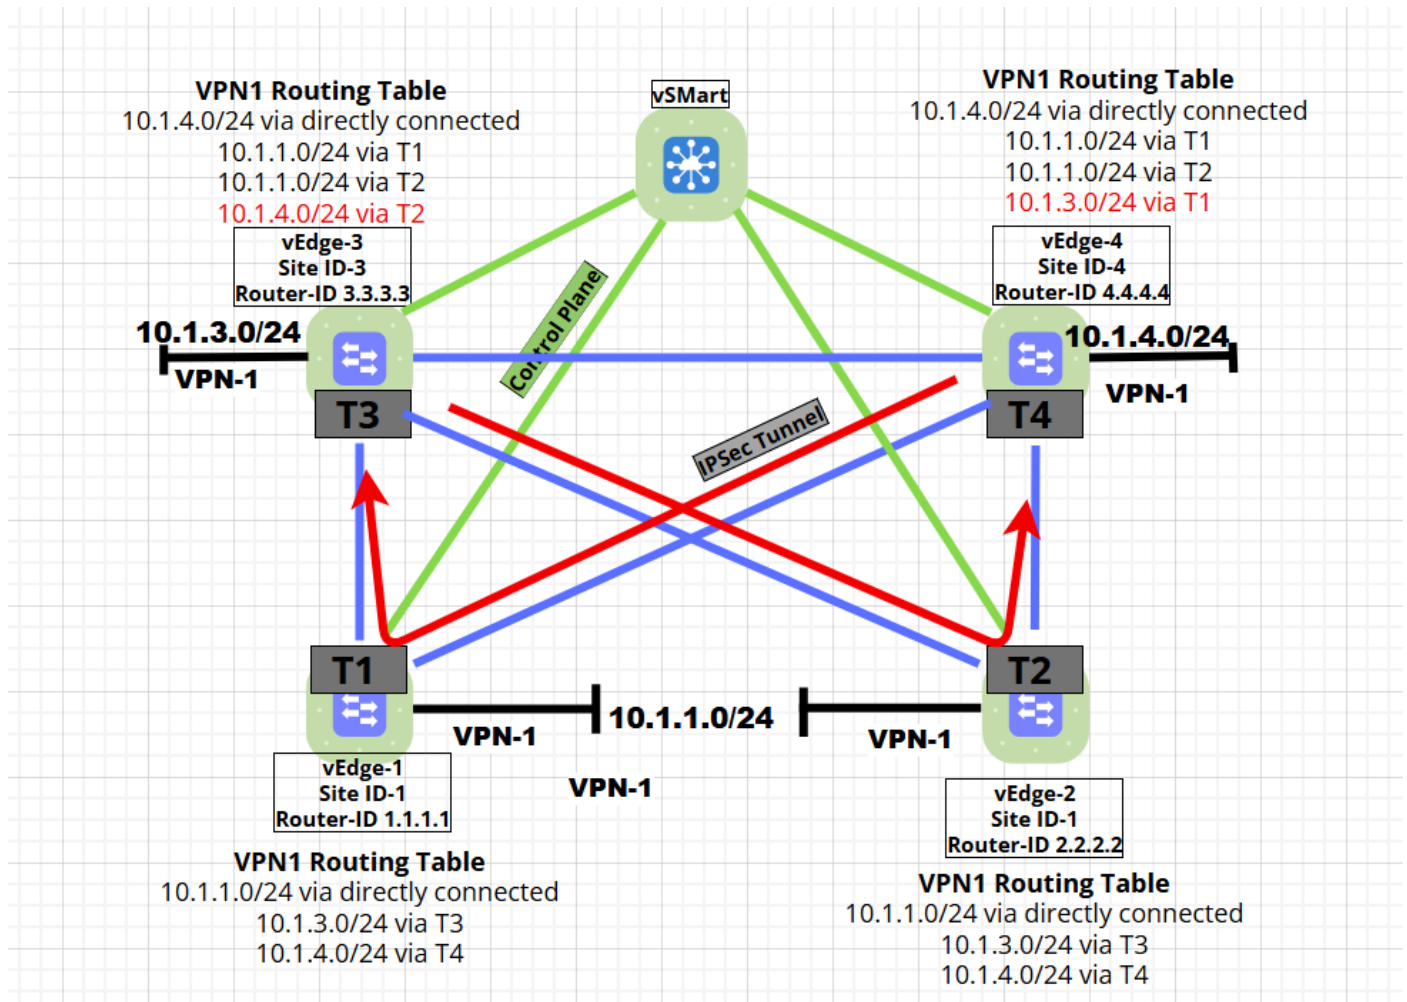 VPN1 Routing Table
10.1.4.0/24 via directly connected
10.1.1.0/24 via T1
10.1.1.0/24 via T2
10.1.4.0/24 via T2
vEdge-3
Site ID-3
Router-ID 3.3.3.3
vSMart
VPN1 Routing Table
10.1.4.0/24 via directly connected
10.1.1.0/24 via T1
10.1.1.0/24 via T2
10.1.3.0/24 via T1
vEdge-4
Site ID-4
Router-ID 4.4.4.4
10.1.3.0/24
VPN-1
Control Plane
10.1.4.0/24
VPN-1
T3
IPSec Tunnel
T4
T1
T2
VPN-1
10.1.1.0/24
VPN-1
VPN-1
vEdge-1
Site ID-1
Router-ID 1.1.1.1
vEdge-2
Site ID-1
Router-ID 2.2.2.2
VPN1 Routing Table
10.1.1.0/24 via directly connected
10.1.3.0/24 via T3
10.1.4.0/24 via T4
VPN1 Routing Table
10.1.1.0/24 via directly connected
10.1.3.0/24 via T3
10.1.4.0/24 via T4